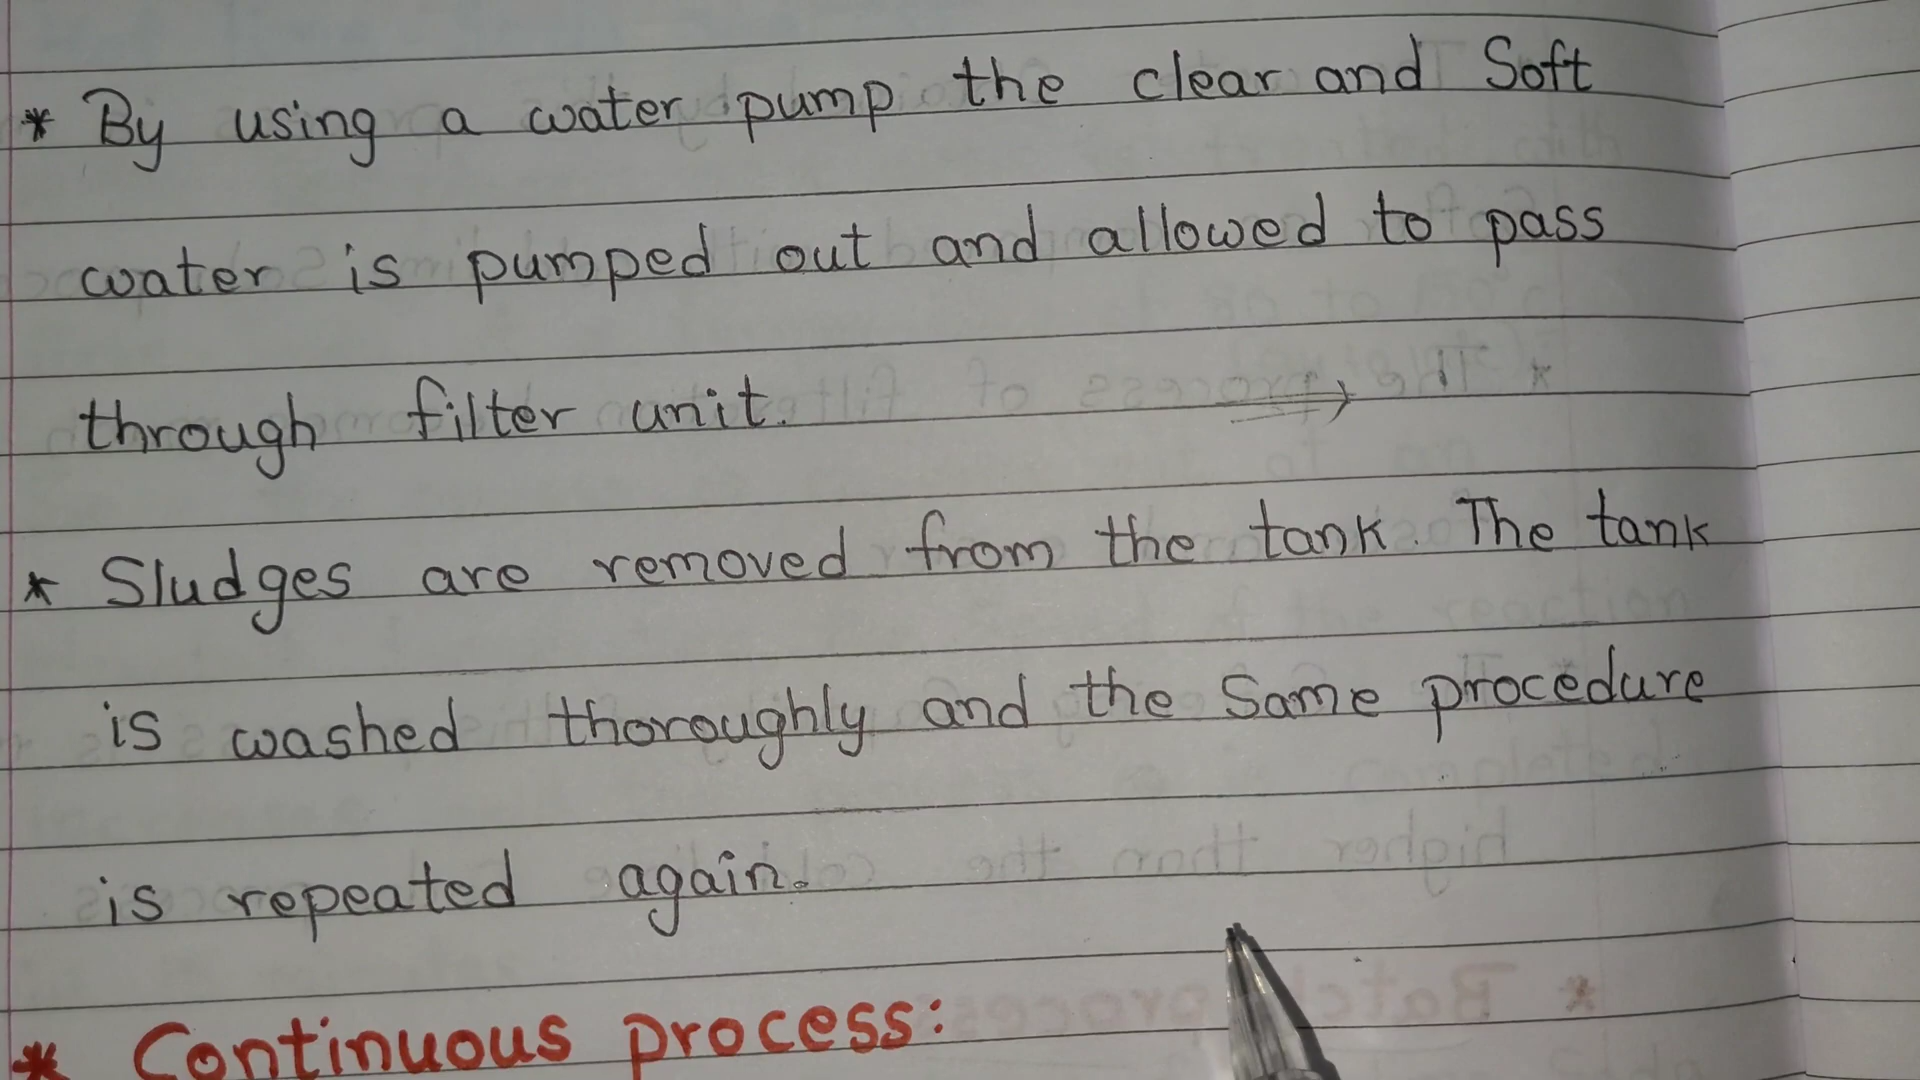 * By using a water pump the clear and Soft
water is pumped out and allowed to pass
through filter unit.
* Sludges are removed from the tank. The tank
is washed thoroughly and the Same procedure
is repeated again.
* Continuous process: